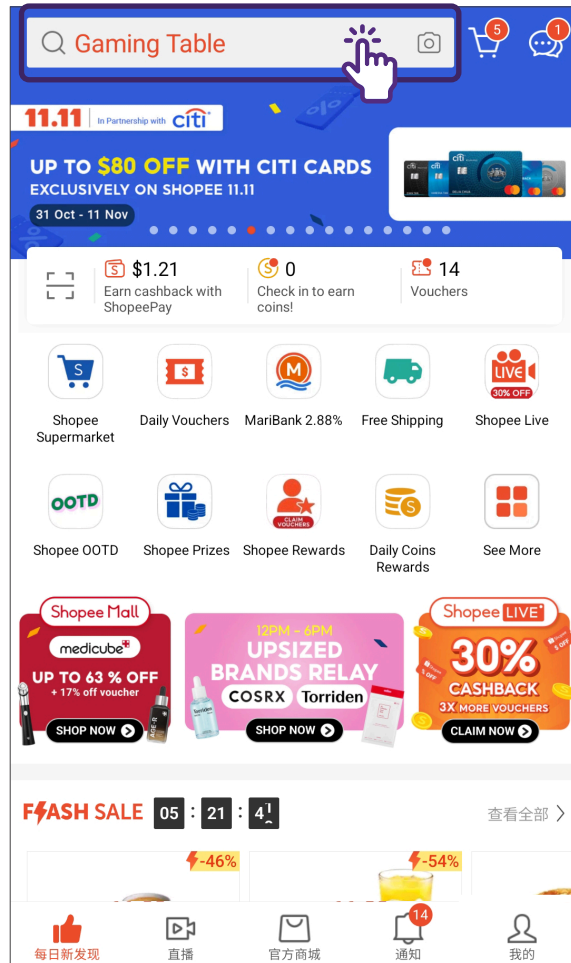 Gaming Table
5
1
11.11 In Partnership with citi
UP TO $80 OFF WITH CITI CARDS
EXCLUSIVELY ON SHOPEE 11.11
31 Oct - 11 Nov
$1.21
Earn cashback with
ShopeePay
0
Check in to earn
coins!
14
Vouchers
LIVE
30% OFF
Shopee
Supermarket
Daily Vouchers
MariBank 2.88%
Free Shipping
Shopee Live
OOTD
CLAIM
VOUCHERS
Shopee OOTD
Shopee Prizes
Shopee Rewards
Daily Coins
Rewards
See More
Shopee Mall
medicube
UP TO 63 % OFF
+ 17% off voucher
AGE-R
SHOP NOW
12PM - 6PM
UPSIZED
BRANDS RELAY
COSRX Torriden
Torriden
SHOP NOW
Shopee LIVE
30%
CASHBACK
3X MORE VOUCHERS
CLAIM NOW
FLASH SALE 05 : 21 :
查看全部
-46%
-54%
14
每日新发现
直播
官方商城
通知
我的